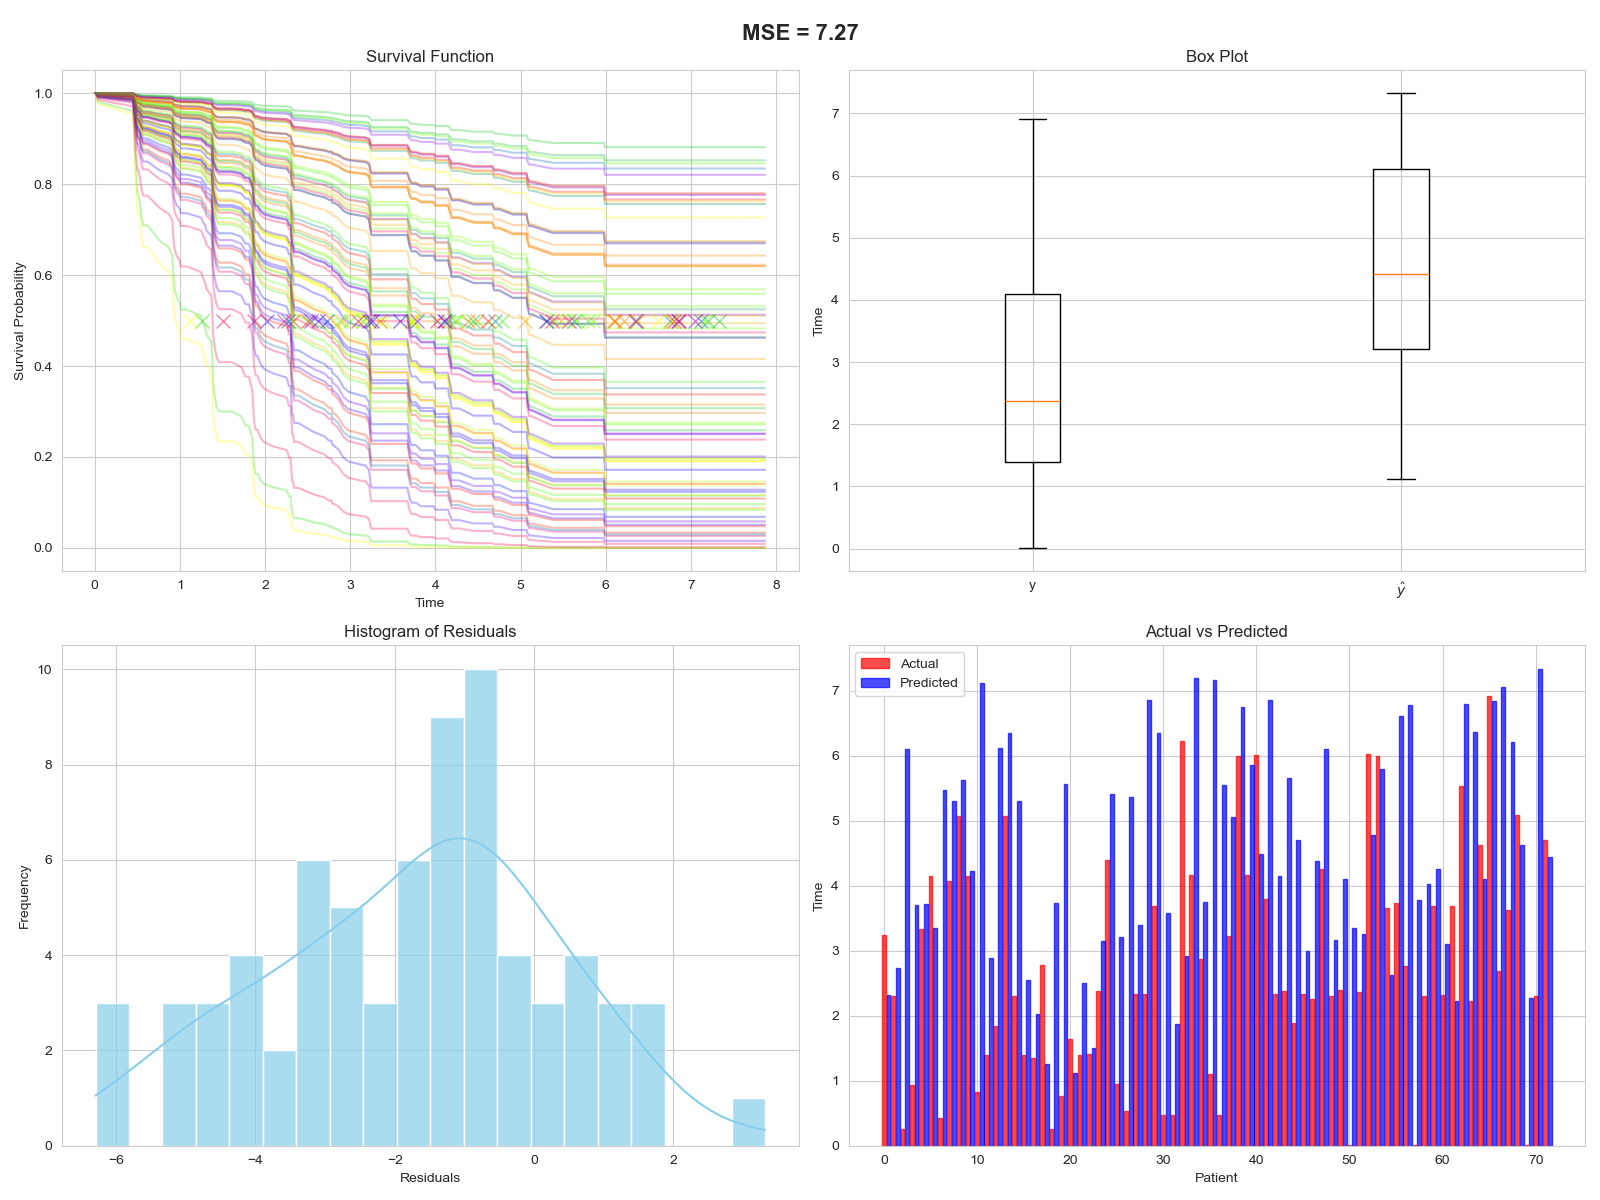 MSE = 7.27
Survival Function
1.0
0.8
0.6
0.4
0.2
0.0
Survival Probability
0 1 2 3 4 5 6 7 8
Time
Box Plot
7
6
5
4
3
2
1
0
Time
y ŷ
Histogram of Residuals
10
8
6
4
2
0
Frequency
−6 −4 −2 0 2
Residuals
Actual vs Predicted
Actual
Predicted
7
6
5
4
3
2
1
0
Time
0 10 20 30 40 50 60 70
Patient